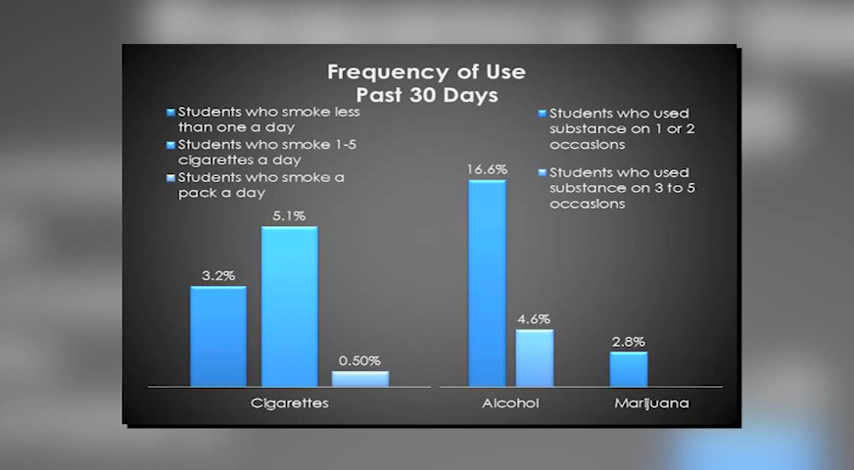 Frequency of Use
Past 30 Days
Students who smoke less
than one a day
Students who smoke 1-5
cigarettes a day
Students who smoke a
pack a day
Students who used
substance on 1 or 2
occasions
Students who used
substance on 3 to 5
occasions
3.2%
5.1%
0.50%
16.6%
4.6%
2.8%
Cigarettes
Alcohol
Marijuana